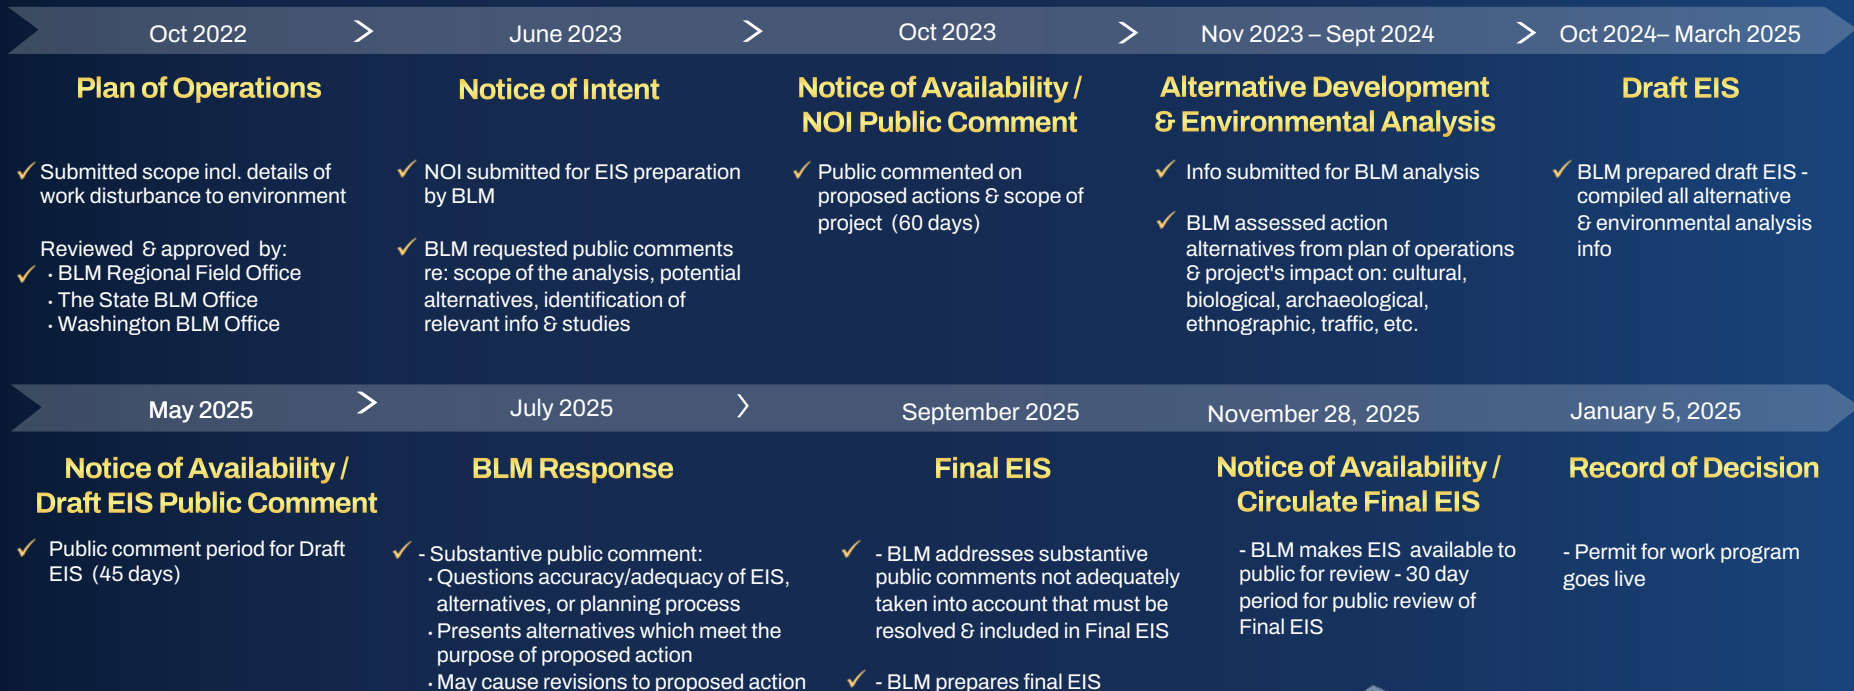 Oct 2022
June 2023
Oct 2023
Nov 2023 – Sept 2024
Oct 2024– March 2025
Plan of Operations
Submitted scope incl. details of
work disturbance to environment
Reviewed & approved by:
· BLM Regional Field Office
· The State BLM Office
· Washington BLM Office
Notice of Intent
NOI submitted for EIS preparation
by BLM
BLM requested public comments
re: scope of the analysis, potential
alternatives, identification of
relevant info & studies
Notice of Availability /
NOI Public Comment
Public commented on
proposed actions & scope of
project (60 days)
Alternative Development
& Environmental Analysis
Info submitted for BLM analysis
BLM assessed action
alternatives from plan of operations
& project's impact on: cultural,
biological, archaeological,
ethnographic, traffic, etc.
Draft EIS
BLM prepared draft EIS -
compiled all alternative
& environmental analysis
info
May 2025
July 2025
September 2025
November 28, 2025
January 5, 2025
Notice of Availability /
Draft EIS Public Comment
Public comment period for Draft
EIS (45 days)
BLM Response
- Substantive public comment:
· Questions accuracy/adequacy of EIS,
alternatives, or planning process
· Presents alternatives which meet the
purpose of proposed action
· May cause revisions to proposed action
Final EIS
- BLM addresses substantive
public comments not adequately
taken into account that must be
resolved & included in Final EIS
- BLM prepares final EIS
Notice of Availability /
Circulate Final EIS
- BLM makes EIS available to
public for review - 30 day
period for public review of
Final EIS
Record of Decision
- Permit for work program
goes live